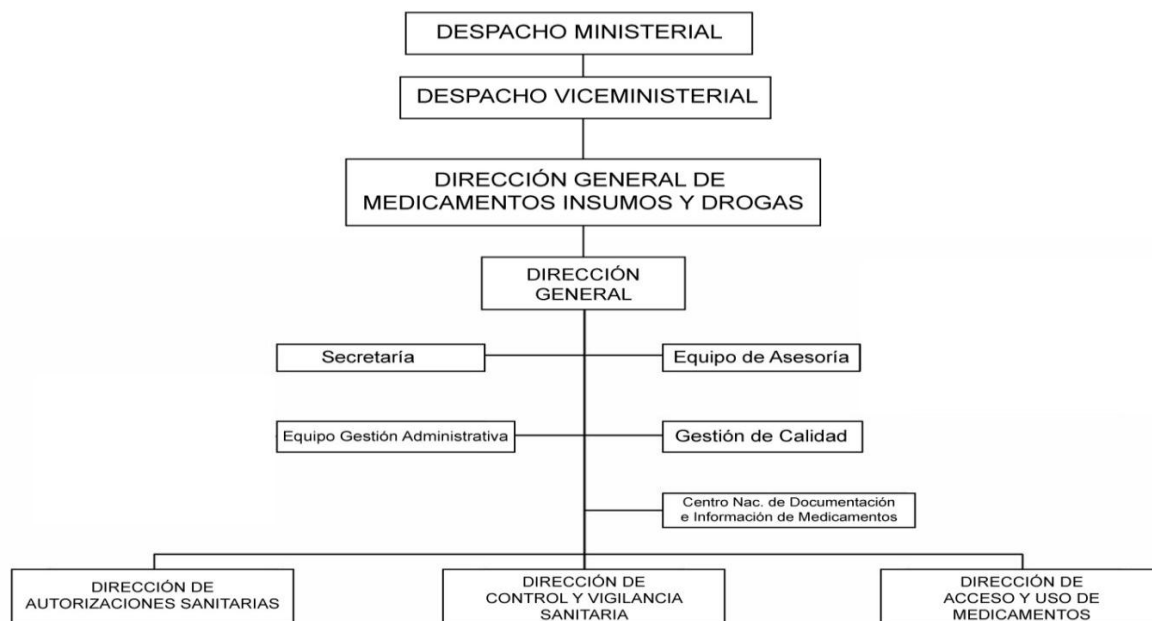 DESPACHO MINISTERIAL
DESPACHO VICEMINISTERIAL
DIRECCIÓN GENERAL DE
MEDICAMENTOS INSUMOS Y DROGAS
DIRECCIÓN
GENERAL
Secretaría
Equipo de Asesoría
Equipo Gestión Administrativa
Gestión de Calidad
Centro Nac. de Documentación
e Información de Medicamentos
DIRECCIÓN DE
AUTORIZACIONES SANITARIAS
DIRECCIÓN DE
CONTROL Y VIGILANCIA
SANITARIA
DIRECCIÓN DE
ACCESO Y USO DE
MEDICAMENTOS